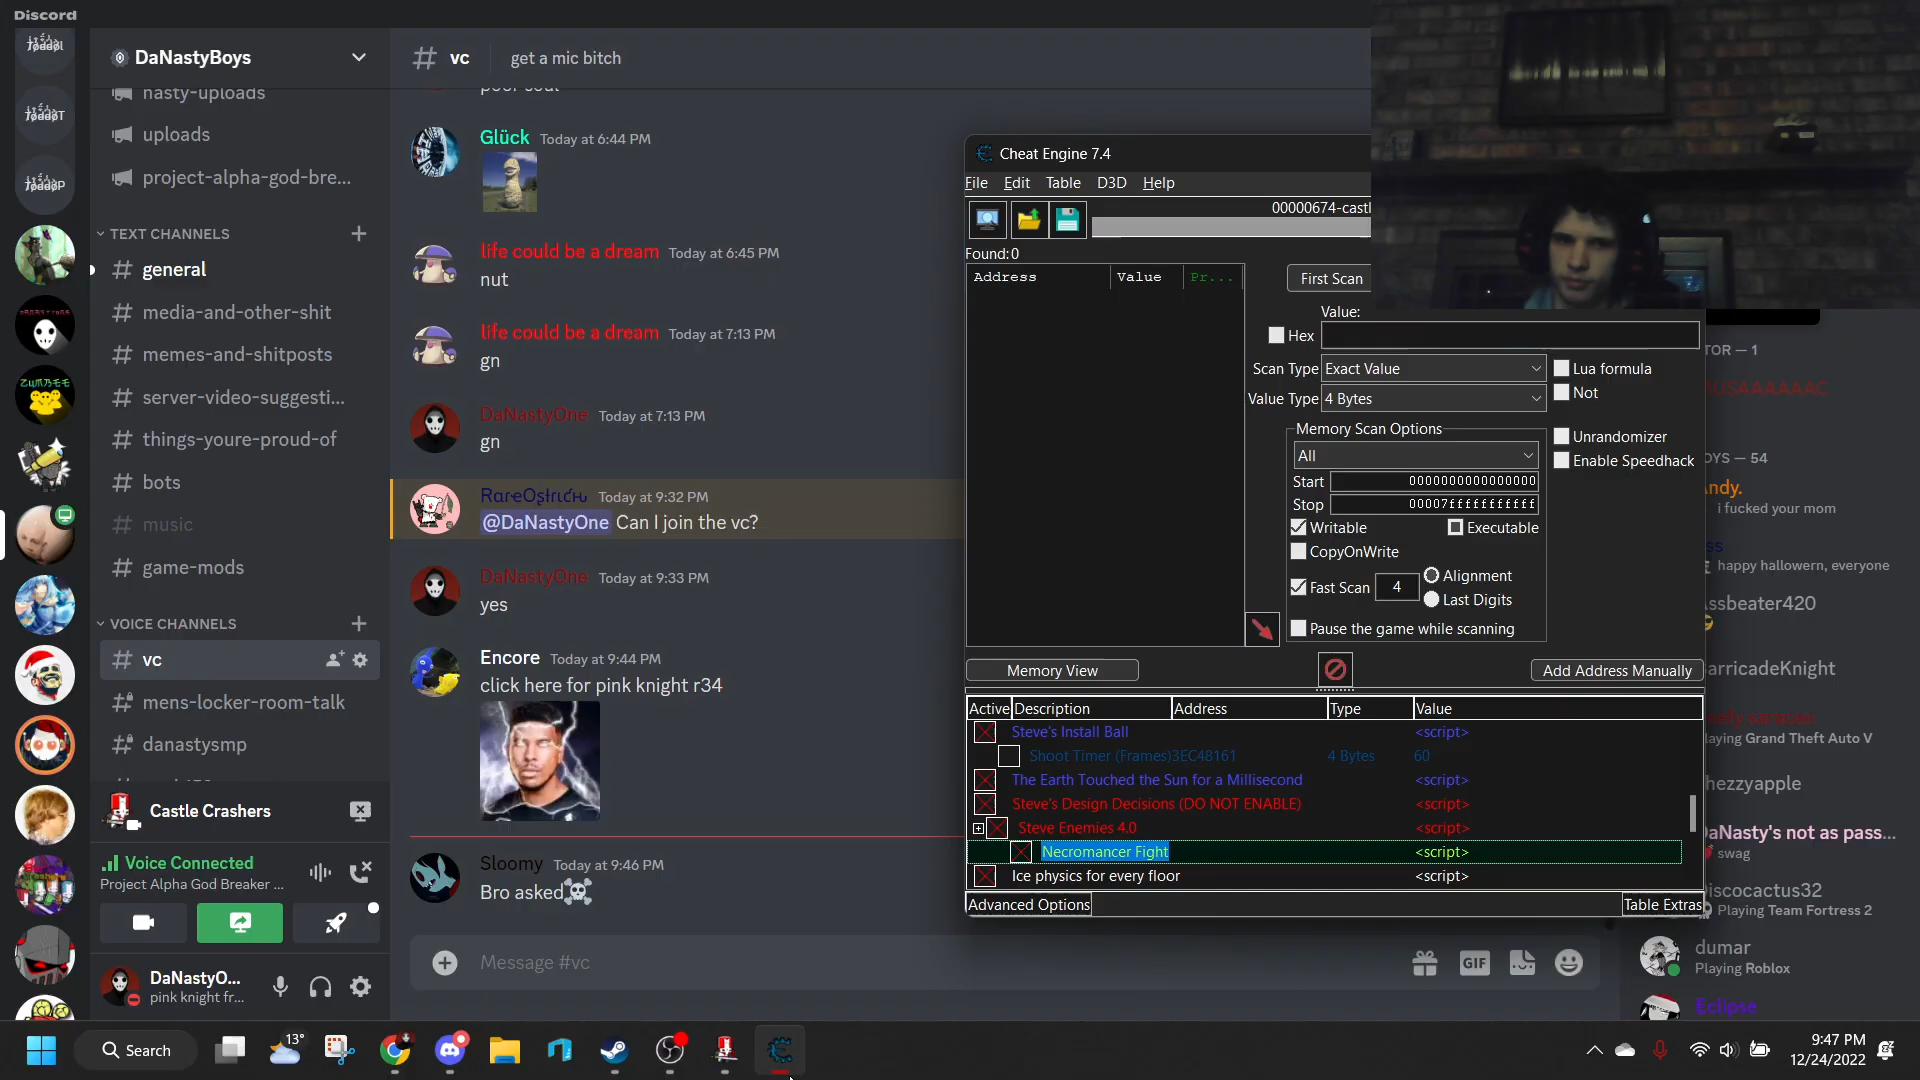 Discord
DaNastyBoys
nasty-uploads
uploads
project-alpha-god-bre...
TEXT CHANNELS
general
media-and-other-shit
memes-and-shitposts
server-video-suggesti...
things-youre-proud-of
bots
music
game-mods
VOICE CHANNELS
vc
mens-locker-room-talk
danastysmp
Castle Crashers
Voice Connected
Project Alpha God Breaker ...
DaNastyO...
pink knight fr...
vc
get a mic bitch
Glück Today at 6:44 PM
life could be a dream Today at 6:45 PM
nut
life could be a dream Today at 7:13 PM
gn
DaNastyOne Today at 7:13 PM
gn
Today at 9:32 PM
@DaNastyOne Can I join the vc?
DaNastyOne Today at 9:33 PM
yes
Encore Today at 9:44 PM
click here for pink knight r34
Sloomy Today at 9:46 PM
Bro asked☠
Message #vc
GIF
Cheat Engine 7.4
File Edit Table D3D Help
00000674-castl
Found:0
Address Value Pr...
First Scan
Value:
Hex
Scan Type Exact Value
Lua formula
Value Type 4 Bytes
Not
Memory Scan Options
All
Unrandomizer
Enable Speedhack
Start 0000000000000000
Stop 00007fffffffffff
Writable Executable
CopyOnWrite
Fast Scan 4 Alignment
Last Digits
Pause the game while scanning
Memory View
Add Address Manually
Active Description Address Type Value
Steve's Install Ball <script>
Shoot Timer (Frames) 3EC48161 4 Bytes 60
The Earth Touched the Sun for a Millisecond <script>
Steve's Design Decisions (DO NOT ENABLE) <script>
Steve Enemies 4.0 <script>
Necromancer Fight <script>
Ice physics for every floor <script>
Advanced Options
Table Extras
TOR — 1
OYS — 54
Andy.
i fucked your mom
happy hallowern, everyone
ssbeater420
arricadeKnight
laying Grand Theft Auto V
hezzyapple
DaNasty's not as pass...
swag
iscocactus32
Playing Team Fortress 2
dumar
Playing Roblox
Eclipse
Search
13°
9:47 PM
12/24/2022